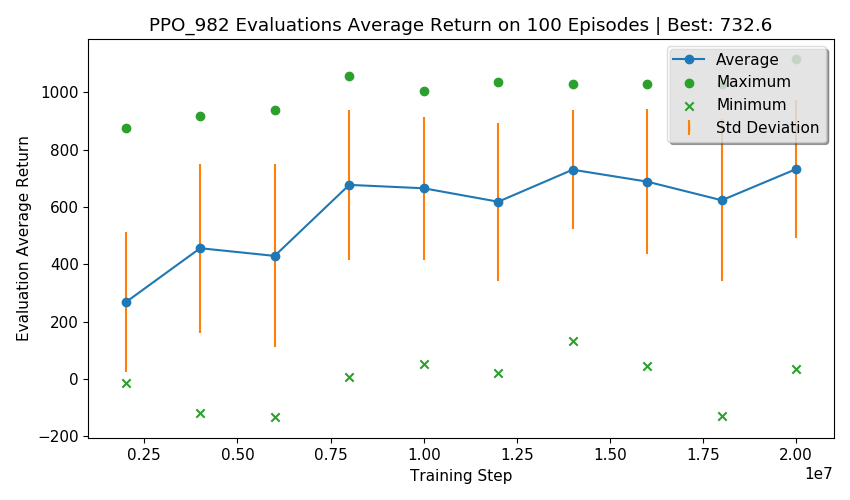 PPO_982 Evaluations Average Return on 100 Episodes | Best: 732.6
Evaluation Average Return
1000
800
600
400
200
0
−200
Average
Maximum
Minimum
Std Deviation
0.25 0.50 0.75 1.00 1.25 1.50 1.75 2.00
1e7
Training Step